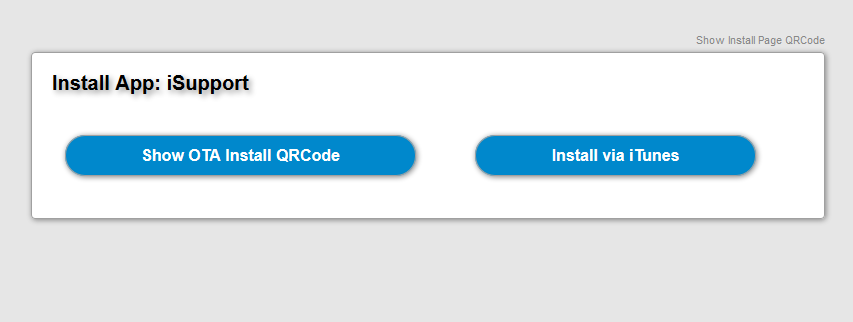 Show Install Page QRCode
Install App: iSupport
Show OTA Install QRCode
Install via iTunes